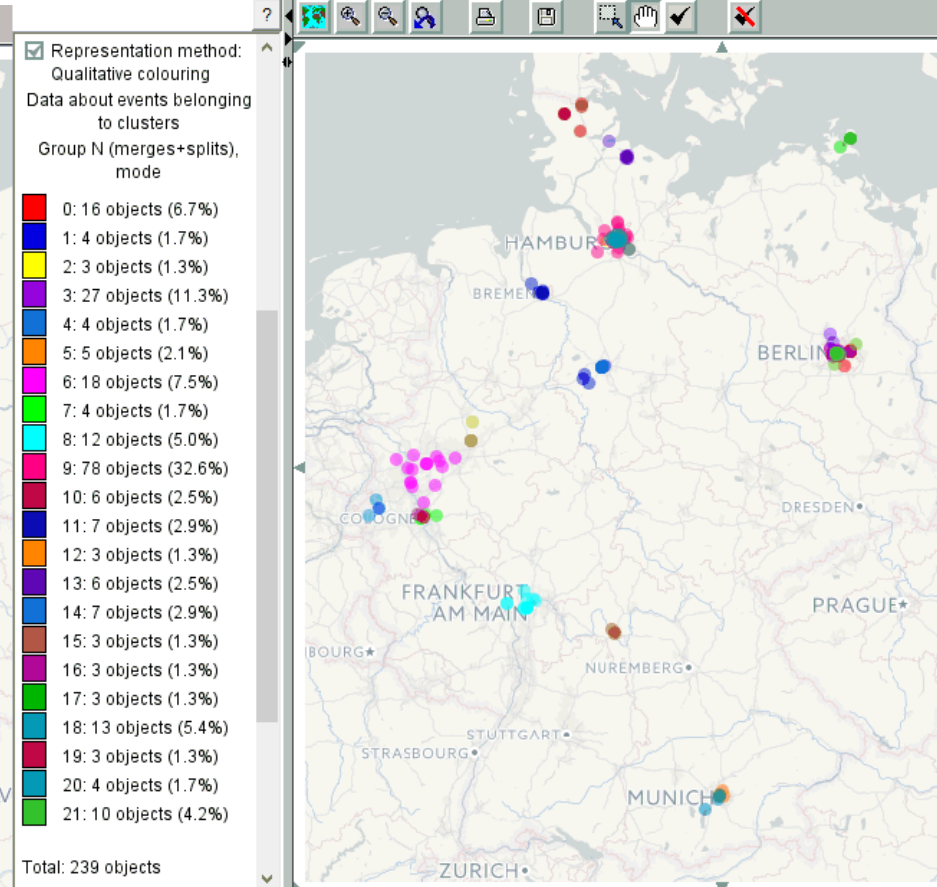 ?
Representation method:
Qualitative colouring
Data about events belonging
to clusters
Group N (merges+splits),
mode
0: 16 objects (6.7%)
1: 4 objects (1.7%)
2: 3 objects (1.3%)
3: 27 objects (11.3%)
4: 4 objects (1.7%)
5: 5 objects (2.1%)
6: 18 objects (7.5%)
7: 4 objects (1.7%)
8: 12 objects (5.0%)
9: 78 objects (32.6%)
10: 6 objects (2.5%)
11: 7 objects (2.9%)
12: 3 objects (1.3%)
13: 6 objects (2.5%)
14: 7 objects (2.9%)
15: 3 objects (1.3%)
16: 3 objects (1.3%)
17: 3 objects (1.3%)
18: 13 objects (5.4%)
19: 3 objects (1.3%)
20: 4 objects (1.7%)
21: 10 objects (4.2%)
Total: 239 objects
HAMBUR
BREMEN
BERLIN
COLOGNE
DRESDEN
FRANKFURT
AM MAIN
PRAGUE
BOURG
NUREMBERG
STUTTGART
STRASBOURG
MUNICH
ZURICH